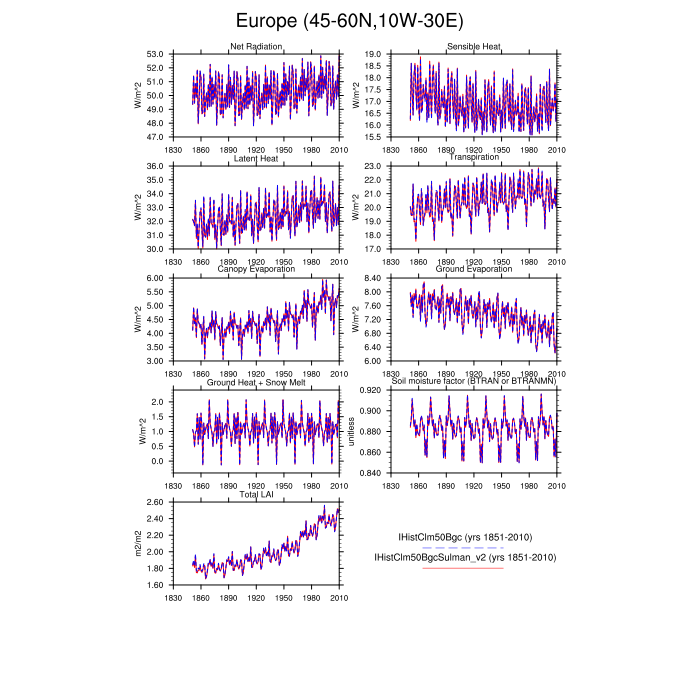 Europe (45-60N,10W-30E)
Net Radiation
Sensible Heat
W/m^2
53.0
52.0
51.0
50.0
49.0
48.0
47.0
1830 1860 1890 1920 1950 1980 2010
W/m^2
19.0
18.5
18.0
17.5
17.0
16.5
16.0
15.5
1830 1860 1890 1920 1950 1980 2010
Latent Heat
Transpiration
W/m^2
36.0
35.0
34.0
33.0
32.0
31.0
30.0
1830 1860 1890 1920 1950 1980 2010
W/m^2
23.0
22.0
21.0
20.0
19.0
18.0
17.0
1830 1860 1890 1920 1950 1980 2010
Canopy Evaporation
Ground Evaporation
W/m^2
6.00
5.50
5.00
4.50
4.00
3.50
3.00
1830 1860 1890 1920 1950 1980 2010
W/m^2
8.40
8.00
7.60
7.20
6.80
6.40
6.00
1830 1860 1890 1920 1950 1980 2010
Ground Heat + Snow Melt
Soil moisture factor (BTRAN or BTRANMN)
W/m^2
2.0
1.5
1.0
0.5
0.0
1830 1860 1890 1920 1950 1980 2010
unitless
0.920
0.900
0.880
0.860
0.840
1830 1860 1890 1920 1950 1980 2010
Total LAI
m2/m2
2.60
2.40
2.20
2.00
1.80
1.60
1830 1860 1890 1920 1950 1980 2010
IHistClm50Bgc (yrs 1851-2010)
IHistClm50BgcSulman_v2 (yrs 1851-2010)